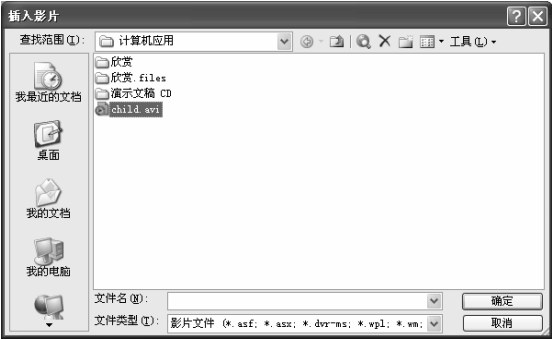 插入影片
查找范围(I): 计算机应用 工具(L)
欣赏
欣赏.files
演示文稿 CD
child.avi
我最近的文档
桌面
我的文档
我的电脑
文件名(N): 确定
文件类型(T): 影片文件 (*.asf; *.asx; *.dvr-ms; *.wpl; *.wm; 取消